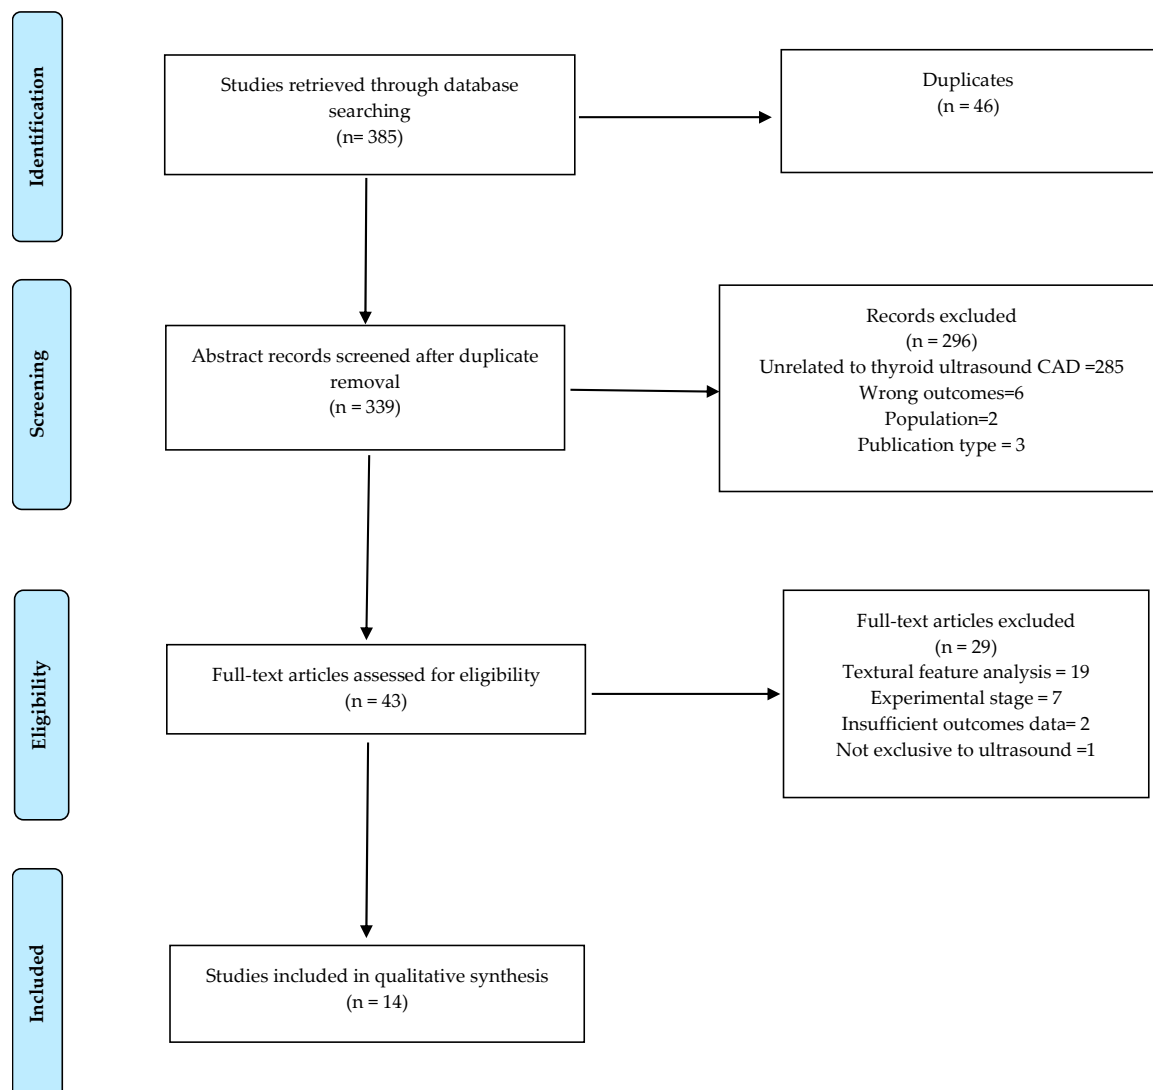 Identification
Studies retrieved through database
searching
(n= 385)
Duplicates
(n = 46)
Screening
Abstract records screened after duplicate
removal
(n = 339)
Records excluded
(n = 296)
Unrelated to thyroid ultrasound CAD =285
Wrong outcomes=6
Population=2
Publication type = 3
Eligibility
Full-text articles assessed for eligibility
(n = 43)
Full-text articles excluded
(n = 29)
Textural feature analysis = 19
Experimental stage = 7
Insufficient outcomes data= 2
Not exclusive to ultrasound =1
Included
Studies included in qualitative synthesis
(n = 14)